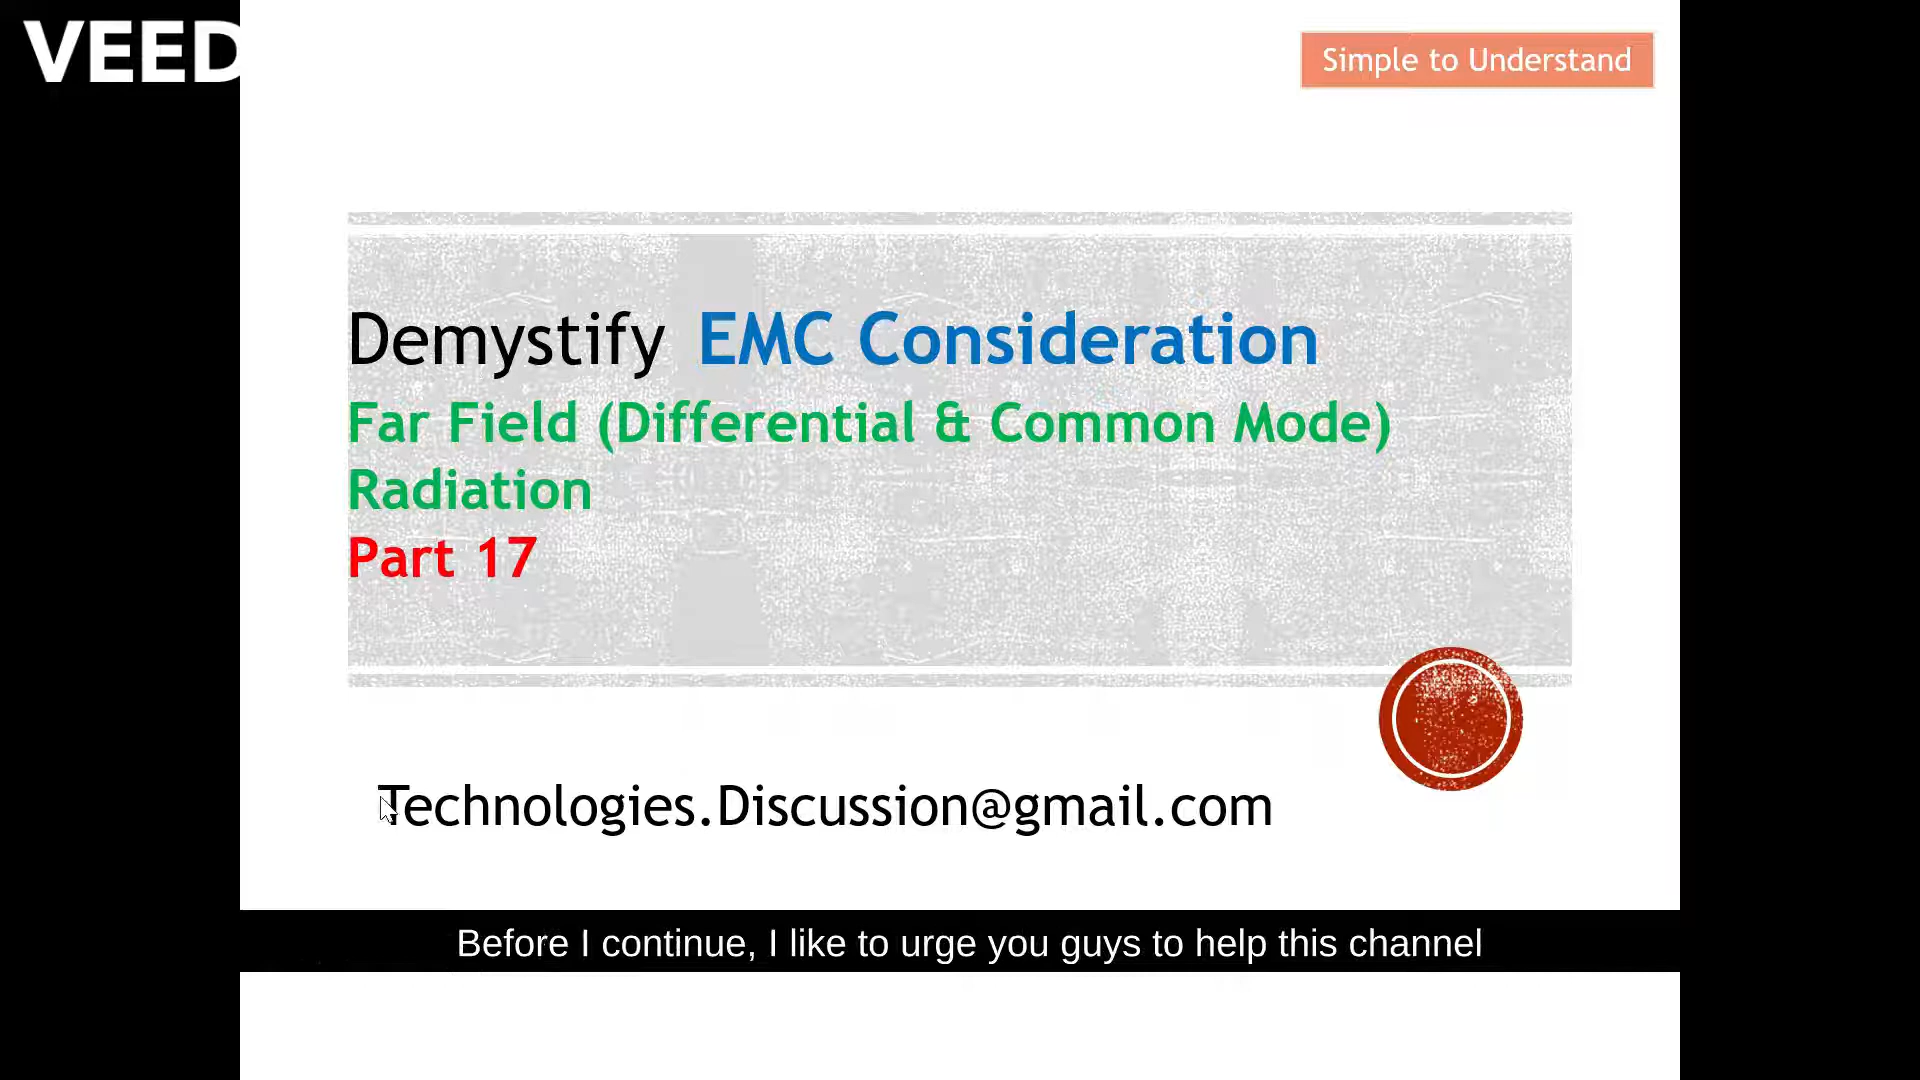 VEED
Simple to Understand
Demystify EMC Consideration
Far Field (Differential & Common Mode)
Radiation
Part 17
Technologies.Discussion@gmail.com
Before I continue, I like to urge you guys to help this channel